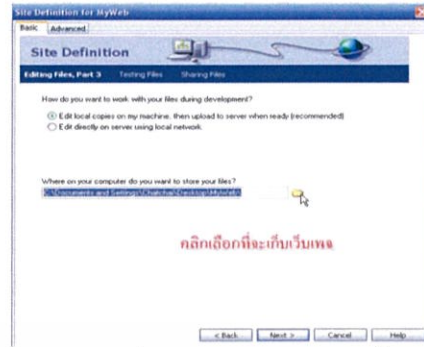 Site Definition for MyWeb
Basic Advanced
Site Definition
Editing Files, Part 3 Testing Files Sharing Files
How do you want to work with your files during development?
Edit local copies on my machine, then upload to server when ready (recommended)
Edit directly on server using local network
Where on your computer do you want to store your files?
C:\Documents and Settings\Chatchai\Desktop\MyWeb\
คลิกเลือกที่จะเก็บเว็บเพจ
< Back Next > Cancel Help